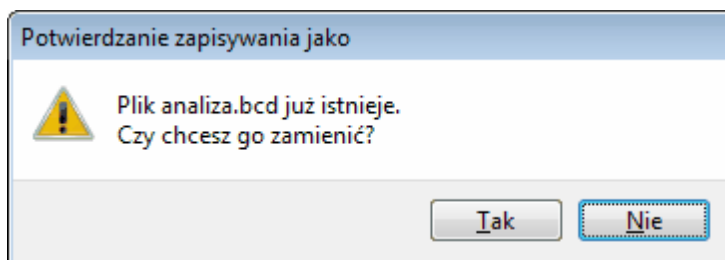 Potwierdzanie zapisywania jako
Plik analiza.bcd już istnieje.
Czy chcesz go zamienić?
Tak
Nie